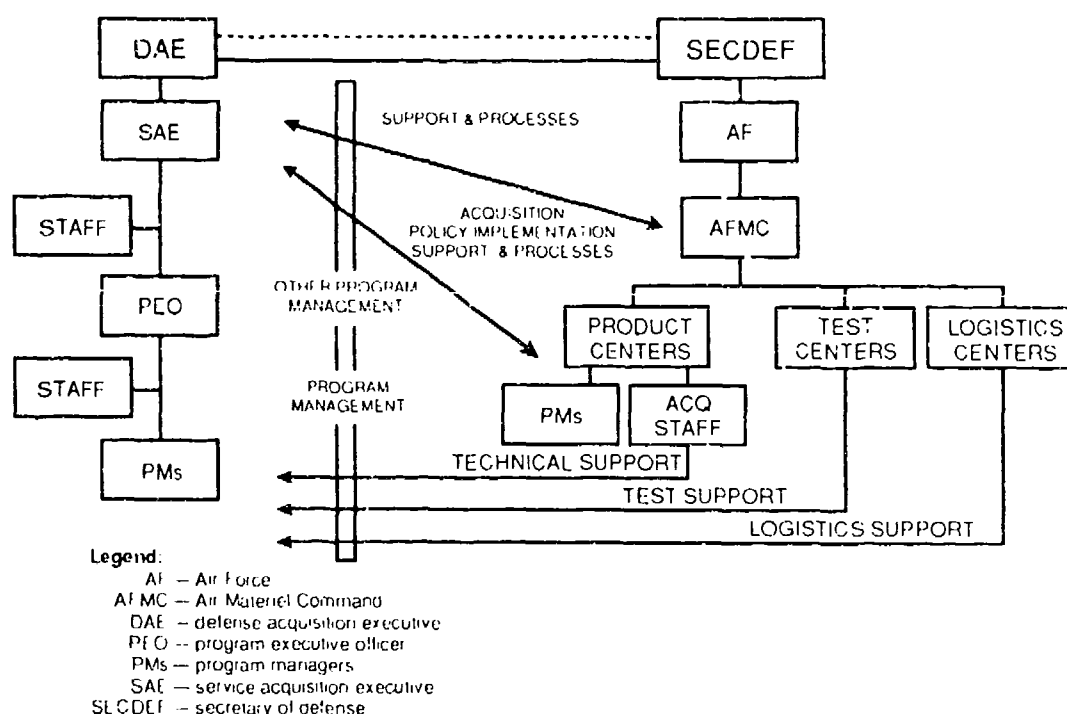 DAE
SECDEF
SUPPORT & PROCESSES
SAE
AF
STAFF
ACQUISITION
POLICY IMPLEMENTATION
SUPPORT & PROCESSES
AFMC
PEO
OTHER PROGRAM
MANAGEMENT
PRODUCT
CENTERS
TEST
CENTERS
LOGISTICS
CENTERS
STAFF
PROGRAM
MANAGEMENT
PMs
ACQ
STAFF
PMs
TECHNICAL SUPPORT
TEST SUPPORT
LOGISTICS SUPPORT
Legend:
AF – Air Force
AFMC – Air Materiel Command
DAE – defense acquisition executive
PEO -- program executive officer
PMs – program managers
SAE – service acquisition executive
SECDEF – secretary of defense